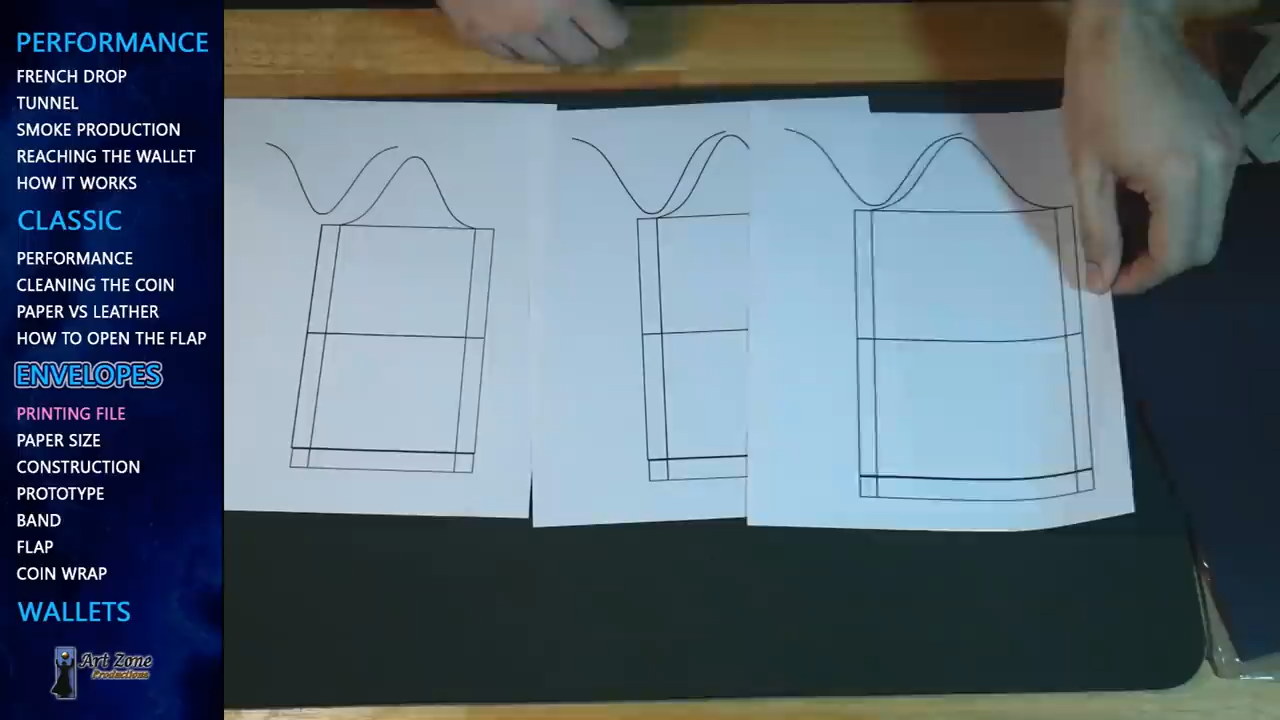 PERFORMANCE
FRENCH DROP
TUNNEL
SMOKE PRODUCTION
REACHING THE WALLET
HOW IT WORKS
CLASSIC
PERFORMANCE
CLEANING THE COIN
PAPER VS LEATHER
HOW TO OPEN THE FLAP
ENVELOPES
PRINTING FILE
PAPER SIZE
CONSTRUCTION
PROTOTYPE
BAND
FLAP
COIN WRAP
WALLETS
Art Zone
Productions